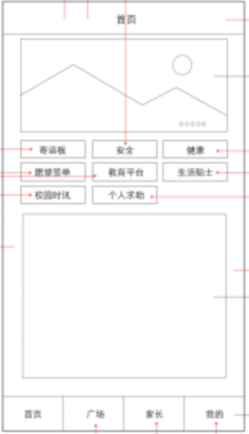 首页
寄语板 安全 健康
愿望签单 教育平台 生活贴士
校园时讯 个人求助
首页 广场 家长 我的